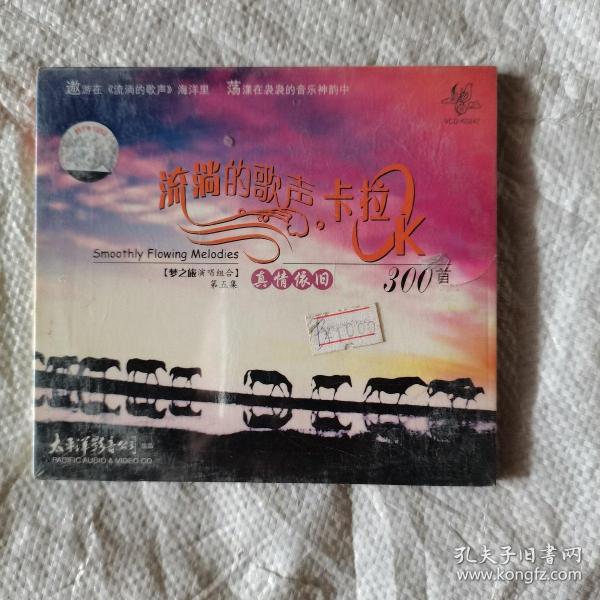 遨游在《流淌的歌声》海洋里 荡漾在袅袅的音乐神韵中
流淌的歌声.卡拉OK
Smoothly Flowing Melodies
300首
【梦之旅演唱组合】
第五集
真情依旧
太平洋影音公司 出品
PACIFIC AUDIO & VIDEO CO
孔夫子旧书网
www.kongfz.com